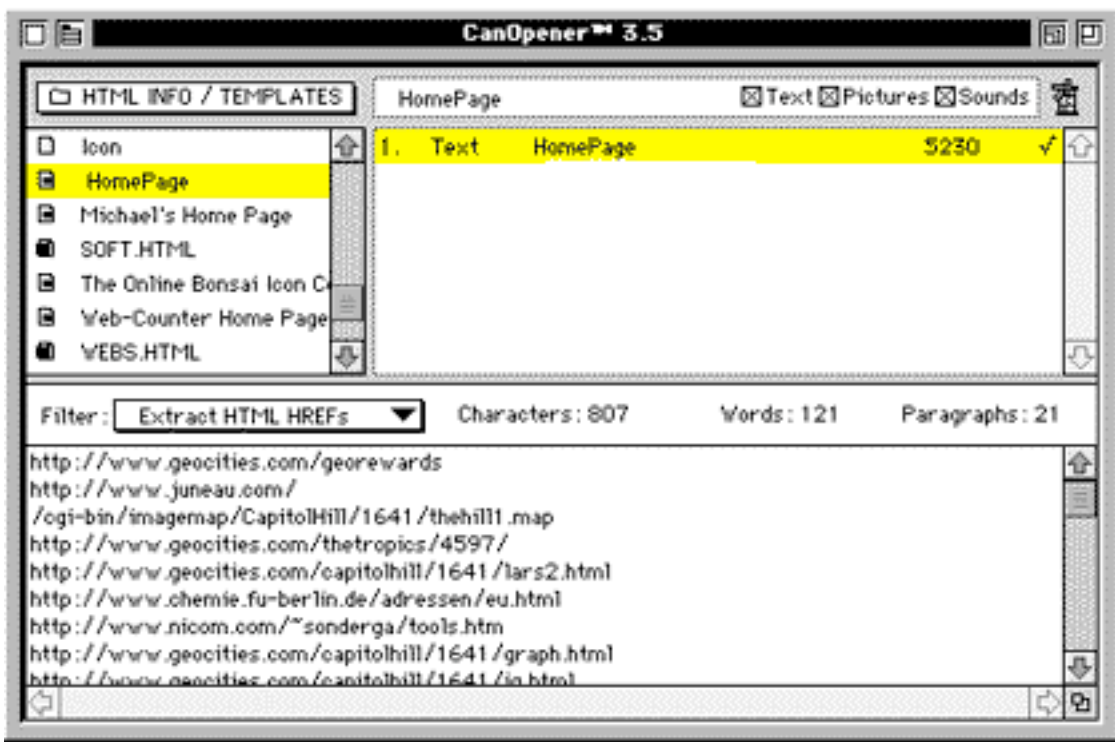 CanOpener™ 3.5
HTML INFO / TEMPLATES
HomePage
Text Pictures Sounds
Icon
HomePage
Michael's Home Page
SOFT.HTML
The Online Bonsai Icon
Web-Counter Home Page
WEBS.HTML
1. Text HomePage 5230 √
Filter: Extract HTML HREFs
Characters: 807 Words: 121 Paragraphs: 21
http://www.geocities.com/georewards
http://www.juneau.com/
/cgi-bin/imagemap/CapitolHill/1641/thehill1.map
http://www.geocities.com/thetropics/4597/
http://www.geocities.com/capitolhill/1641/lars2.html
http://www.chemie.fu-berlin.de/adressen/eu.html
http://www.nicom.com/~sonderga/tools.htm
http://www.geocities.com/capitolhill/1641/graph.html